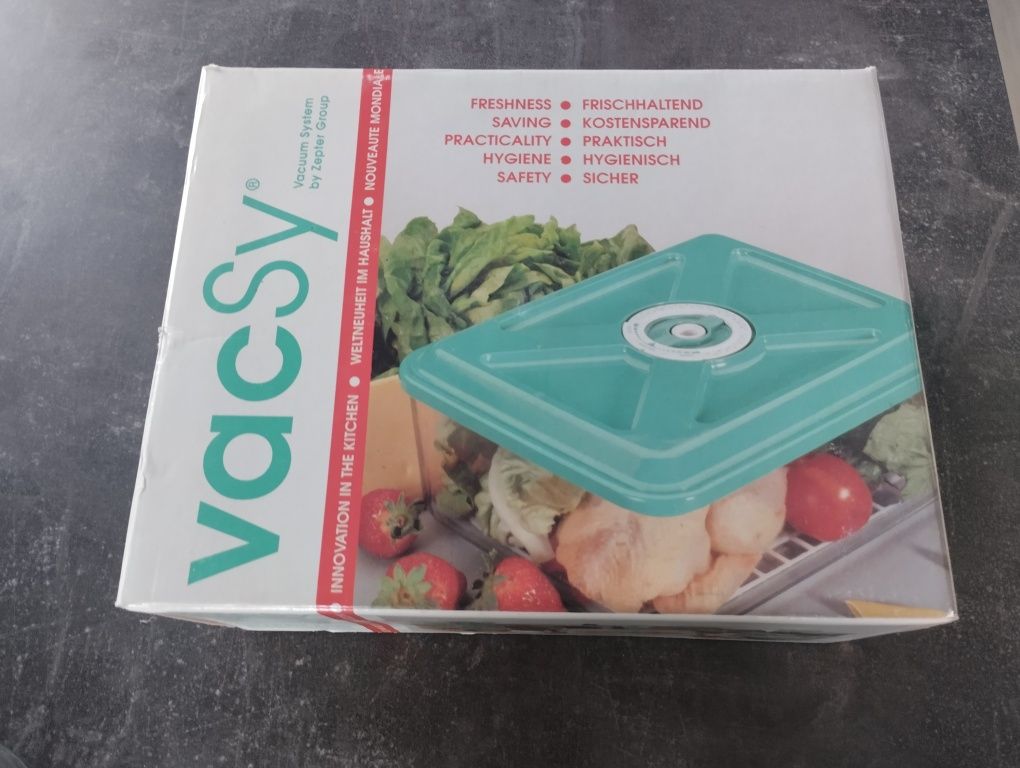 vacSy®
Vacuum System
by Zepter Group
INNOVATION IN THE KITCHEN ● WELTNEUHEIT IM HAUSHALT ● NOUVEAUTE MONDIALE
FRESHNESS ● FRISCHHALTEND
SAVING ● KOSTENSPAREND
PRACTICALITY ● PRAKTISCH
HYGIENE ● HYGIENISCH
SAFETY ● SICHER